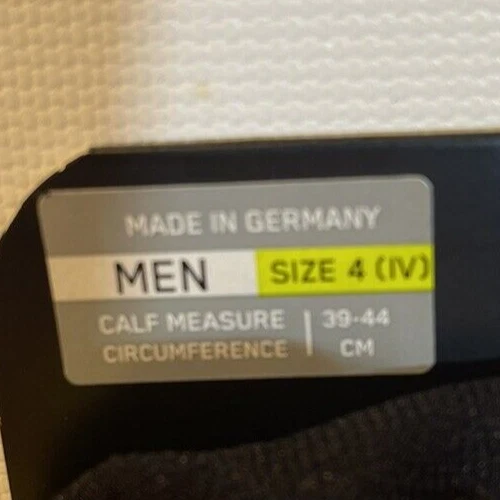 MADE IN GERMANY
MEN SIZE 4 (IV)
CALF MEASURE | 39-44
CIRCUMFERENCE CM